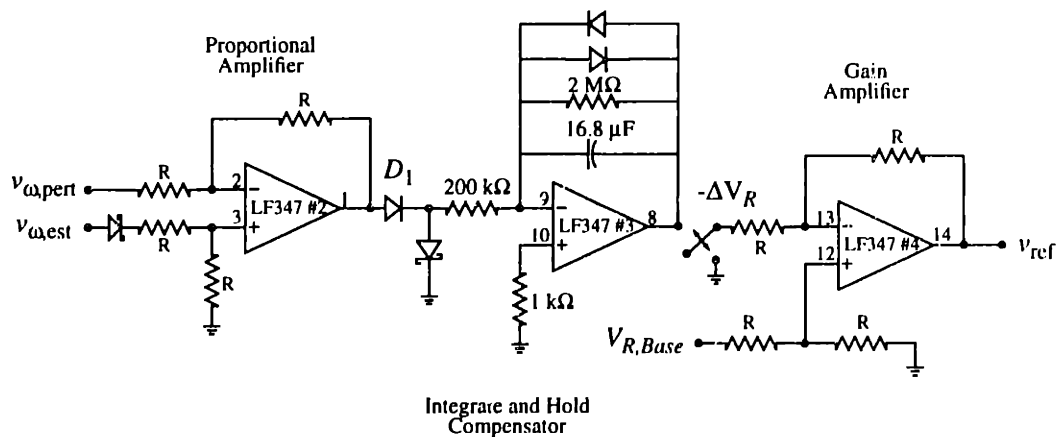 Proportional
Amplifier
R
v_ω,pert
R
2
−
LF347 #2
1
v_ω,est
R
3
+
R
D_1
200 kΩ
2 MΩ
16.8 μF
9
−
LF347 #3
8
10
+
1 kΩ
Gain
Amplifier
R
-ΔV_R
R
13
−
LF347 #4
14
v_ref
12
+
V_R,Base
R
R
Integrate and Hold
Compensator